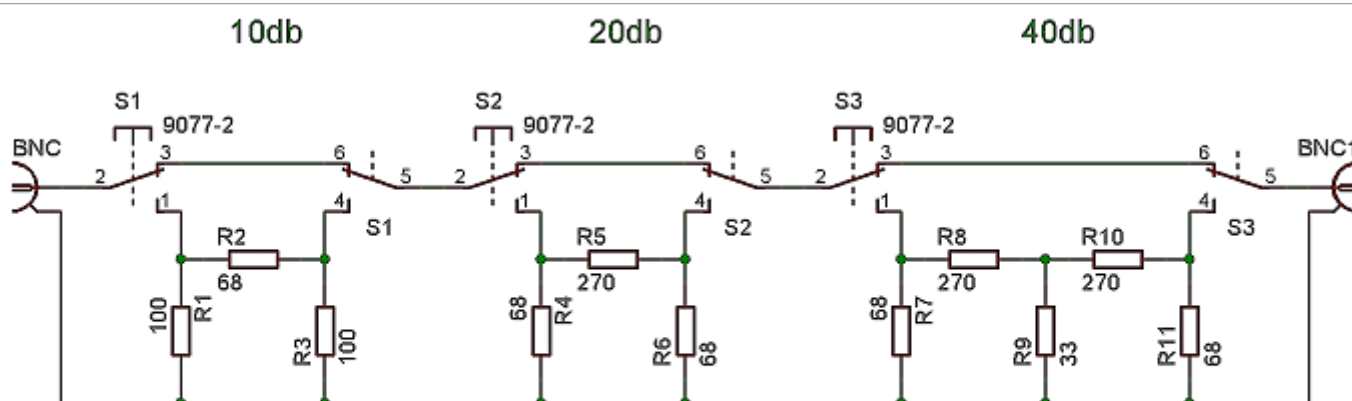 10db 20db 40db
S1 S2 S3
9077-2 9077-2 9077-2
BNC BNC1
3 6 3 6 3 6
2 5 2 5 2 5
1 4 1 4 1 4
S1 S2 S3
R2 R5 R8 R10
68 270 270 270
100 R1 R3 100 68 R4 R6 68 68 R7 R9 33 R11 68